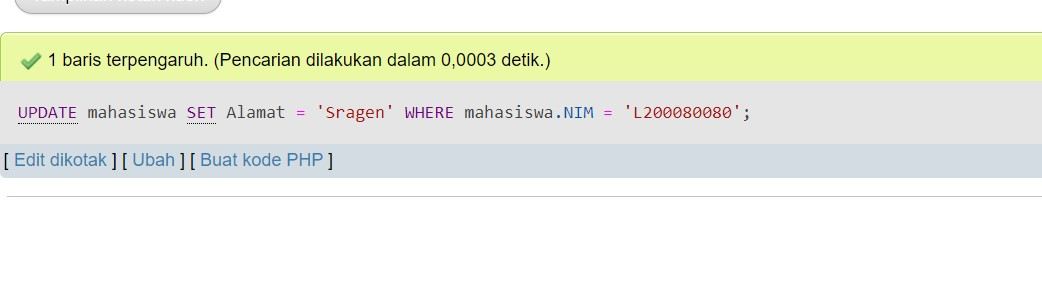 1 baris terpengaruh. (Pencarian dilakukan dalam 0,0003 detik.)
UPDATE mahasiswa SET Alamat = 'Sragen' WHERE mahasiswa.NIM = 'L200080080';
[ Edit dikotak ] [ Ubah ] [ Buat kode PHP ]